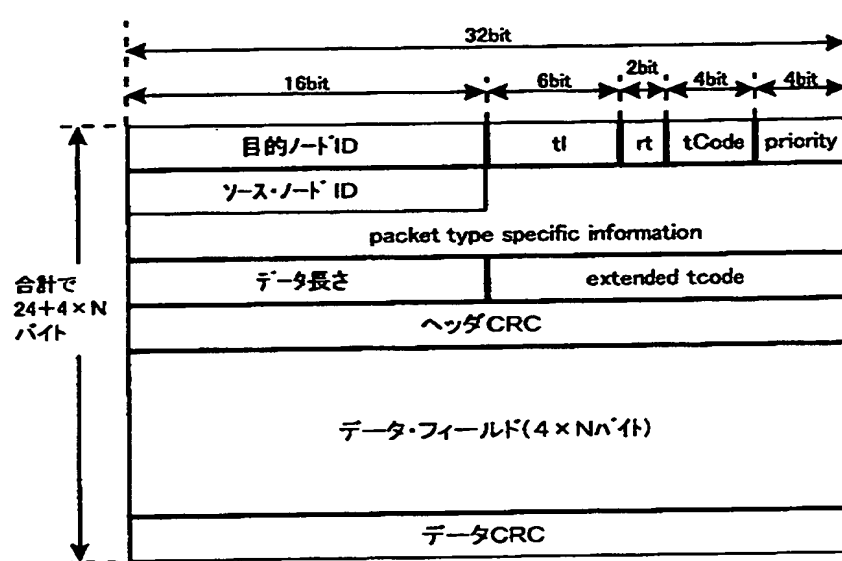 32bit
16bit
6bit
2bit
4bit
4bit
目的ノードID
tl
rt
tCode
priority
ソース・ノードID
packet type specific information
データ長さ
extended tcode
ヘッダCRC
合計で
24+4×N
バイト
データ・フィールド(4×Nバイト)
データCRC